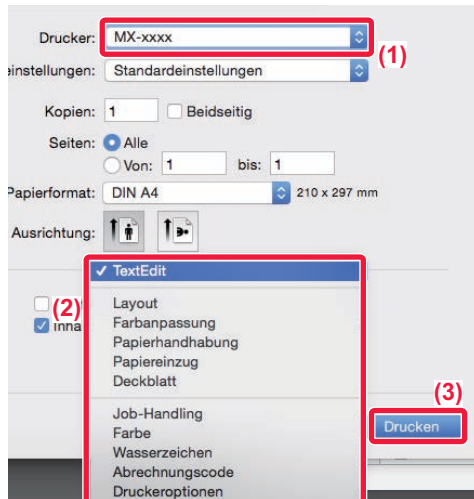 Drucker: MX-xxxx
(1)
einstellungen: Standardeinstellungen
Kopien: 1 Beidseitig
Seiten: Alle
Von: 1 bis: 1
Papierformat: DIN A4 210 x 297 mm
Ausrichtung:
✓ TextEdit
(2)
Inha
Layout
Farbanpassung
Papierhandhabung
Papiereinzug
Deckblatt
(3)
Job-Handling
Drucken
Farbe
Wasserzeichen
Abrechnungscode
Druckeroptionen